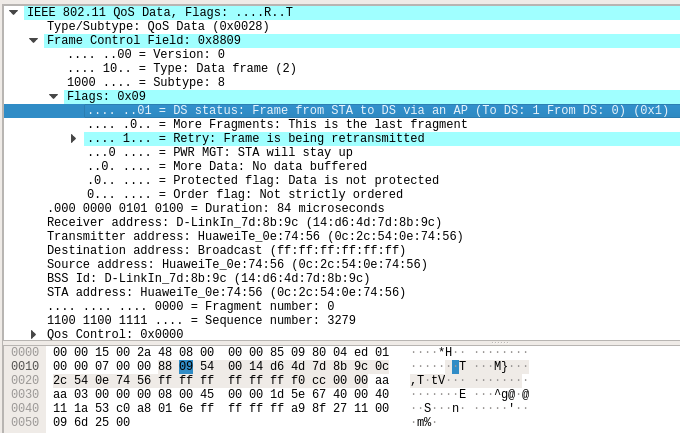 IEEE 802.11 QoS Data, Flags: ....R..T
Type/Subtype: QoS Data (0x0028)
Frame Control Field: 0x8809
.... ..00 = Version: 0
.... 10.. = Type: Data frame (2)
1000 .... = Subtype: 8
Flags: 0x09
.... ..01 = DS status: Frame from STA to DS via an AP (To DS: 1 From DS: 0) (0x1)
.... .0.. = More Fragments: This is the last fragment
.... 1... = Retry: Frame is being retransmitted
...0 .... = PWR MGT: STA will stay up
..0. .... = More Data: No data buffered
.0.. .... = Protected flag: Data is not protected
0... .... = Order flag: Not strictly ordered
.000 0000 0101 0100 = Duration: 84 microseconds
Receiver address: D-LinkIn_7d:8b:9c (14:d6:4d:7d:8b:9c)
Transmitter address: HuaweiTe_0e:74:56 (0c:2c:54:0e:74:56)
Destination address: Broadcast (ff:ff:ff:ff:ff:ff)
Source address: HuaweiTe_0e:74:56 (0c:2c:54:0e:74:56)
BSS Id: D-LinkIn_7d:8b:9c (14:d6:4d:7d:8b:9c)
STA address: HuaweiTe_0e:74:56 (0c:2c:54:0e:74:56)
.... .... .... 0000 = Fragment number: 0
1100 1100 1111 .... = Sequence number: 3279
Qos Control: 0x0000
0000 00 00 15 00 2a 48 08 00 00 00 85 09 80 04 ed 01 ····*H·· ········
0010 00 00 07 00 00 88 09 54 00 14 d6 4d 7d 8b 9c 0c ·······T ···M}···
0020 2c 54 0e 74 56 ff ff ff ff ff ff f0 cc 00 00 aa ,T·tV··· ········
0030 aa 03 00 00 00 08 00 45 00 00 1d 5e 67 40 00 40 ·······E ···^g@·@
0040 11 1a 53 c0 a8 01 6e ff ff ff ff a9 8f 27 11 00 ··S···n· ·····'··
0050 09 6d 25 00 ·m%·